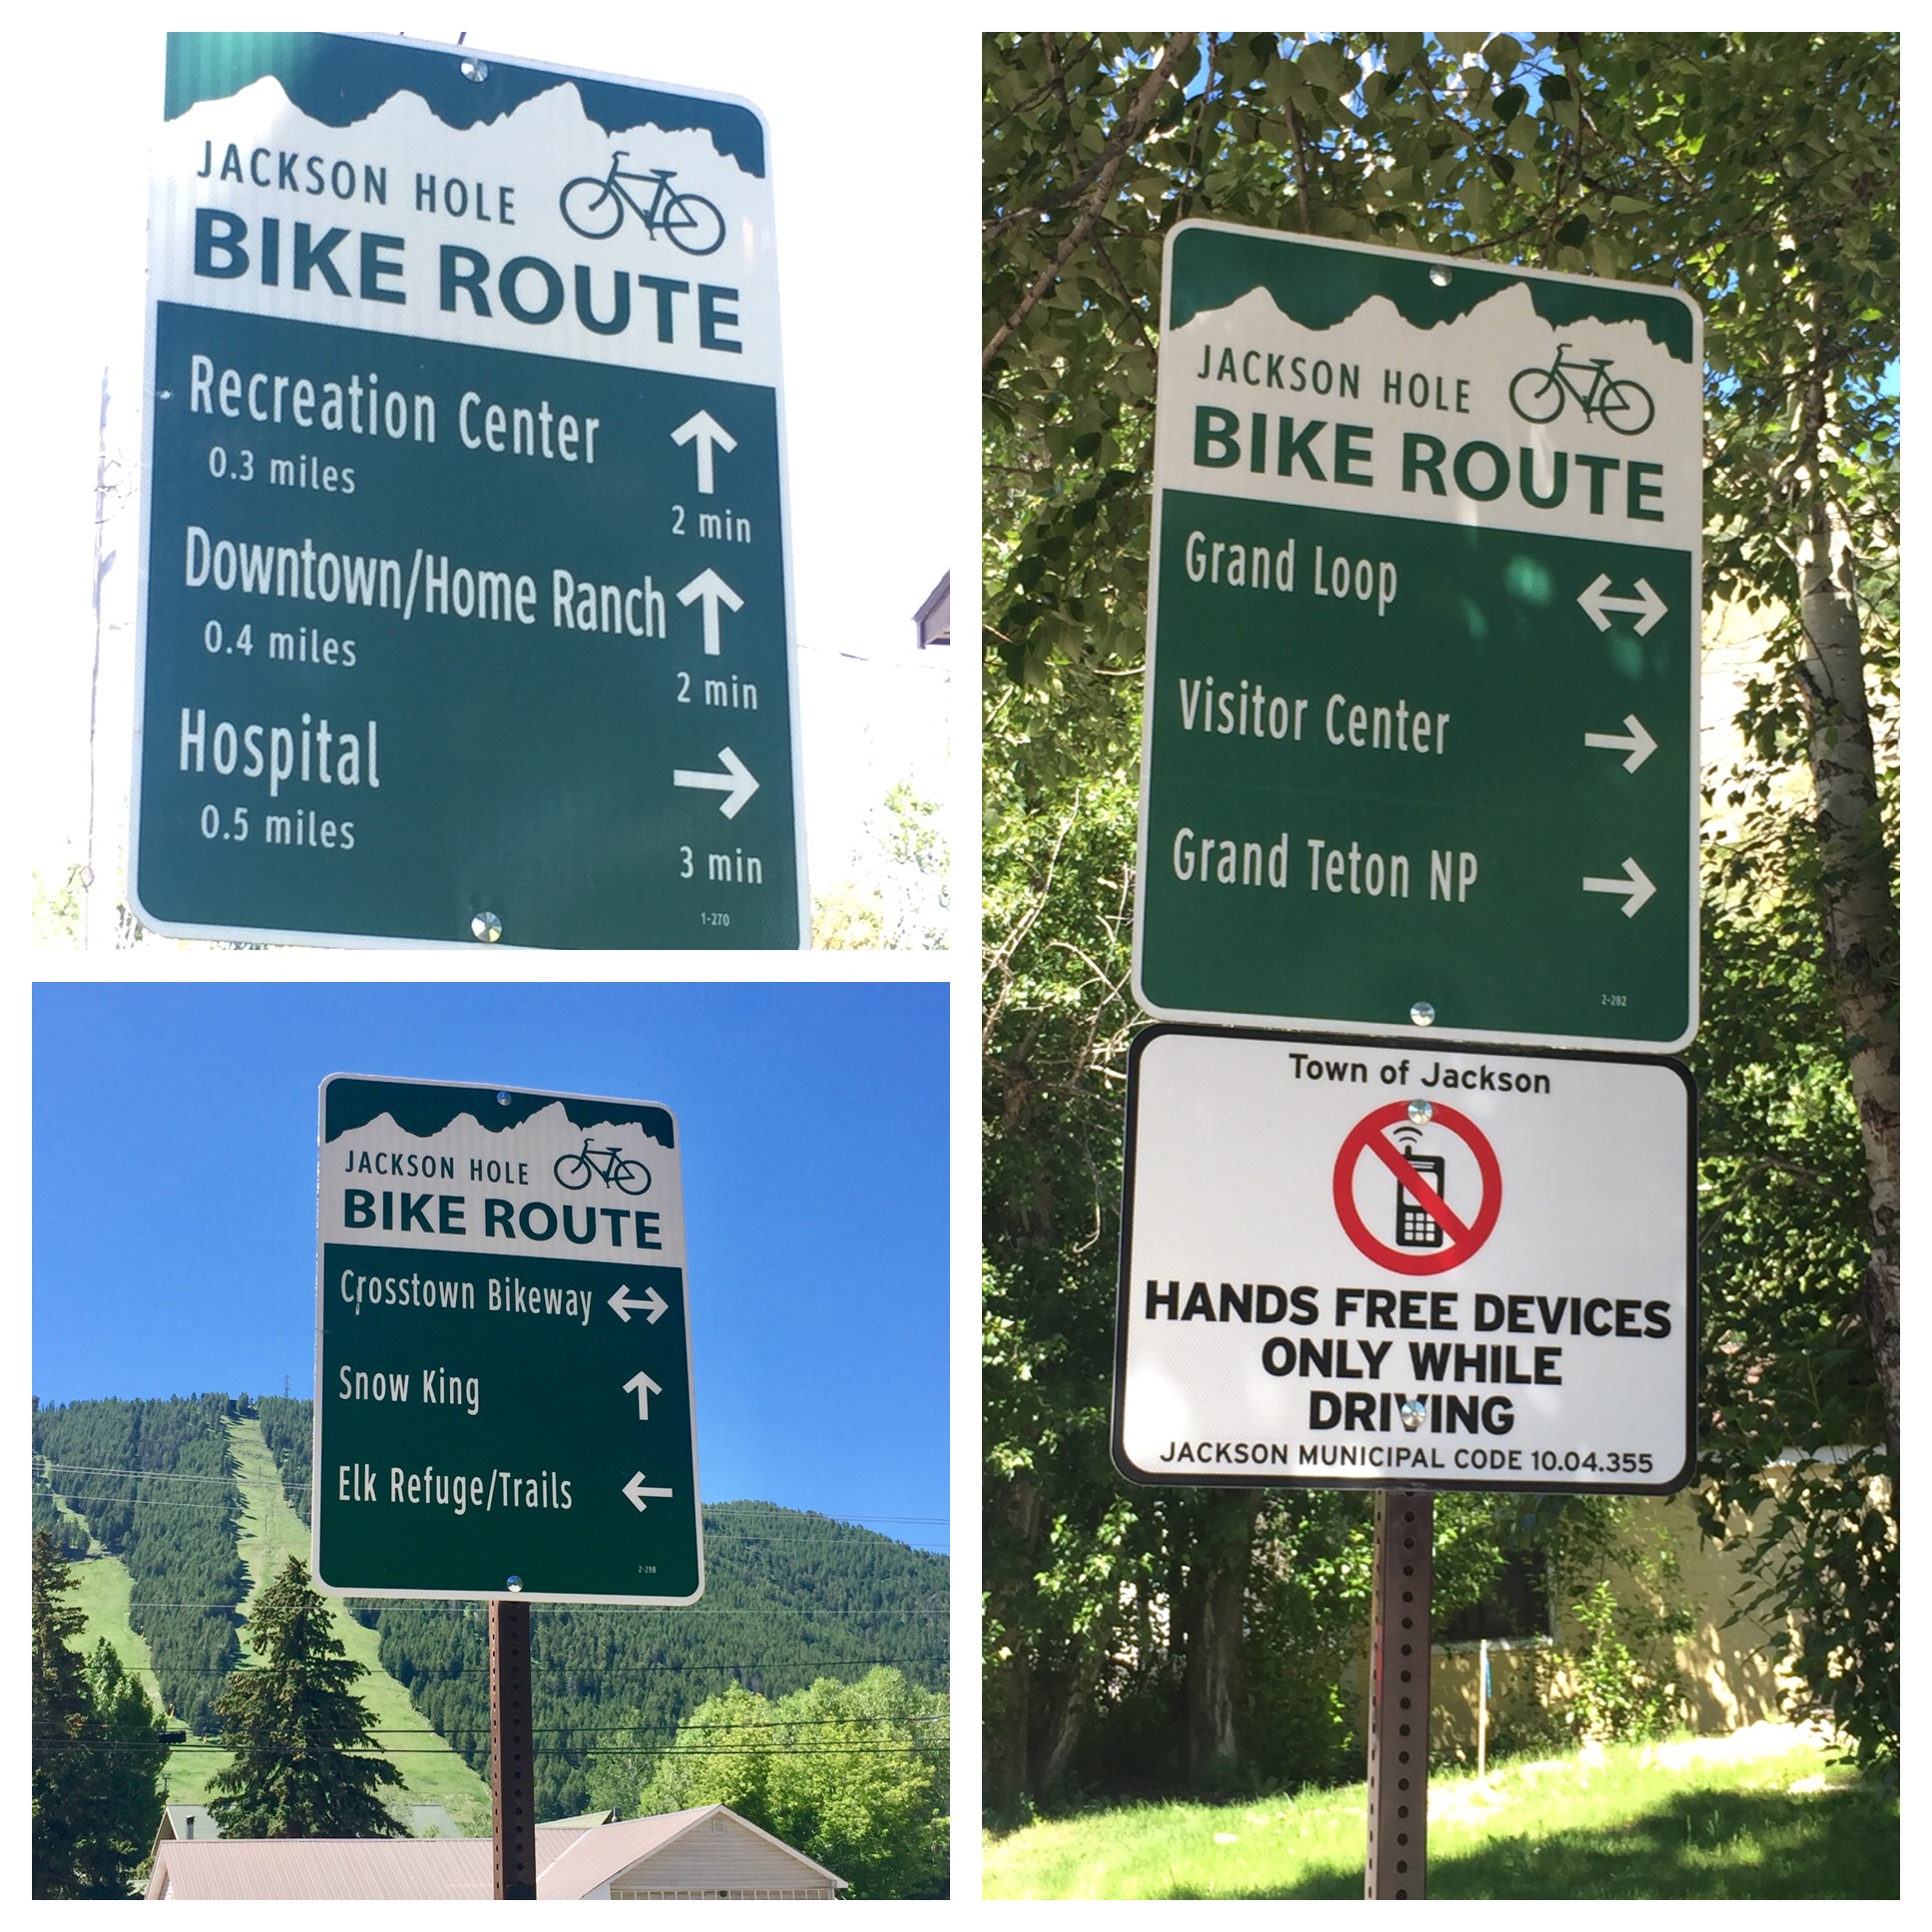 JACKSON HOLE
BIKE ROUTE
Recreation Center
0.3 miles
2 min
Downtown/Home Ranch
0.4 miles
2 min
Hospital
0.5 miles
3 min
1-270
JACKSON HOLE
BIKE ROUTE
Crosstown Bikeway
Snow King
Elk Refuge/Trails
2-298
JACKSON HOLE
BIKE ROUTE
Grand Loop
Visitor Center
Grand Teton NP
2-282
Town of Jackson
HANDS FREE DEVICES
ONLY WHILE
DRIVING
JACKSON MUNICIPAL CODE 10.04.355